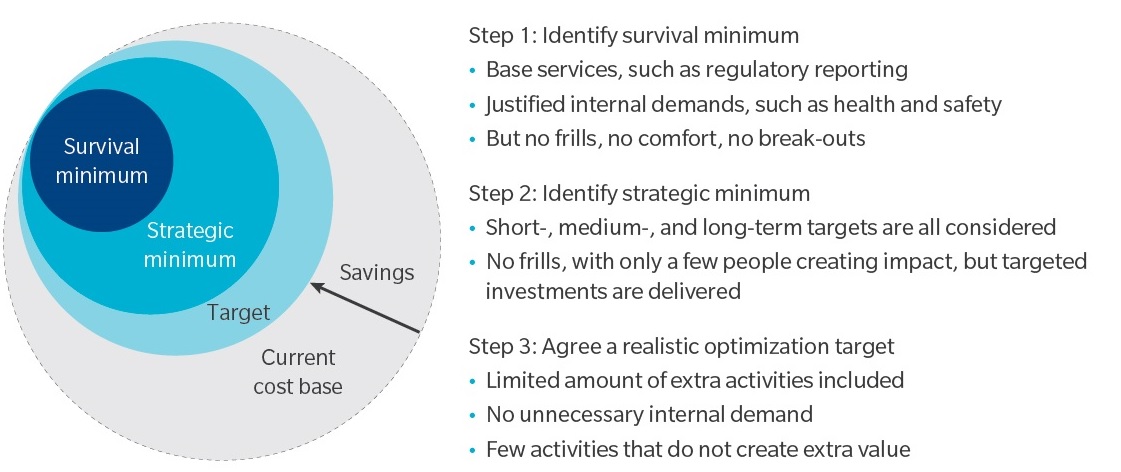 Survival
minimum
Strategic
minimum
Target
Savings
Current
cost base
Step 1: Identify survival minimum
• Base services, such as regulatory reporting
• Justified internal demands, such as health and safety
• But no frills, no comfort, no break-outs
Step 2: Identify strategic minimum
• Short-, medium-, and long-term targets are all considered
• No frills, with only a few people creating impact, but targeted
investments are delivered
Step 3: Agree a realistic optimization target
• Limited amount of extra activities included
• No unnecessary internal demand
• Few activities that do not create extra value